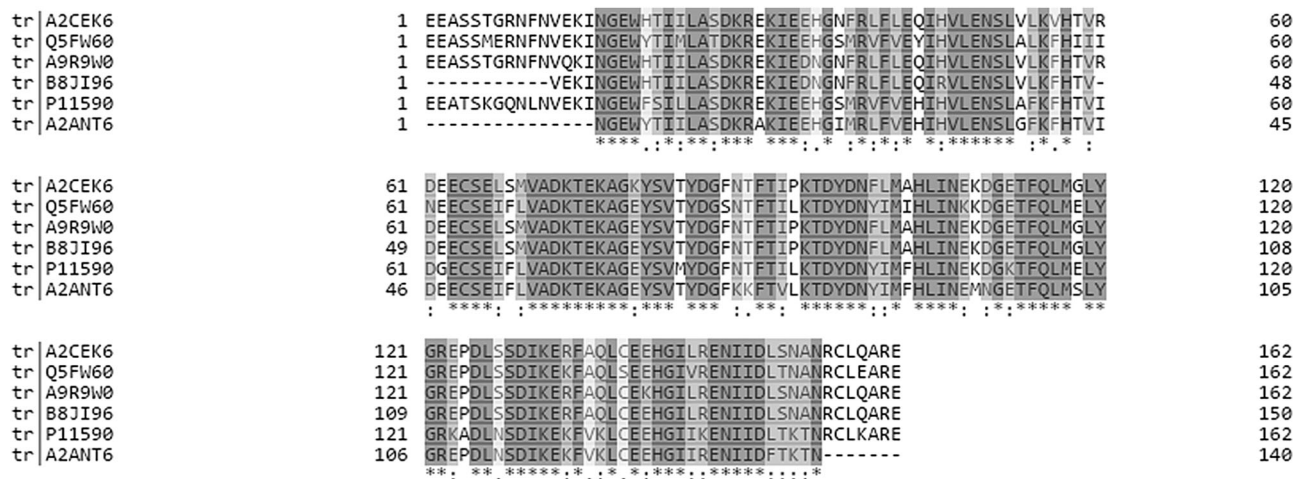 tr|A2CEK6 1 EEASSTGRNFNVEKINGEWHTIILASDKREKIEEHGNFRLFLEQIHVLENSLVLKVHTVR 60
tr|Q5FW60 1 EEASSMERNFNVEKINGEWYTIMLATDKREKIEEHGSMRVFVEYIHVLENSLALKFHIII 60
tr|A9R9W0 1 EEASSTGRNFNVQKINGEWHTIILASDKREKIEDNGNFRLFLEQIHVLENSLVLKFHTVR 60
tr|B8JI96 1 -----------VEKINGEWHTIILASDKREKIEDNGNFRLFLEQIRVLENSLVLKFHTV- 48
tr|P11590 1 EEATSKGQNLNVEKINGEWFSILLASDKREKIEEHGSMRVFVEHIHVLENSLAFKFHTVI 60
tr|A2ANT6 1 ---------------NGEWYTIILASDKRAKIEEHGIMRLFVEHIHVLENSLGFKFHTVI 45
****.:*:**:*** ***::.* :*:*:* **:****** :*.* :
tr|A2CEK6 61 DEECSELSMVADKTEKAGKYSVTYDGFNTFTIPKTDYDNFLMAHLINEKDGETFQLMGLY 120
tr|Q5FW60 61 NEECSEIFLVADKTEKAGEYSVTYDGSNTFTILKTDYDNYIMIHLINKKDGETFQLMELY 120
tr|A9R9W0 61 DEECSELSMVADKTEKAGEYSVTYDGFNTFTIPKTDYDNFLMAHLINEKDGETFQLMGLY 120
tr|B8JI96 49 DEECSELSMVADKTEKAGEYSVTYDGFNTFTIPKTDYDNFLMAHLINEKDGETFQLMGLY 108
tr|P11590 61 DGECSEIFLVADKTEKAGEYSVMYDGFNTFTILKTDYDNYIMFHLINEKDGKTFQLMELY 120
tr|A2ANT6 46 DEECSEIFLVADKTEKAGEYSVTYDGFKKFTVLKTDYDNYIMFHLINEMNGETFQLMSLY 105
: ****: :*********:*** *** :.**: ******::* ****: :*:***** **
tr|A2CEK6 121 GREPDLSSDIKERFAQLCEEHGILRENIIDLSNANRCLQARE 162
tr|Q5FW60 121 GREPDLSSDIKEKFAQLSEEHGIVRENIIDLTNANRCLEARE 162
tr|A9R9W0 121 GREPDLSSDIKERFAQLCEKHGILRENIIDLSNANRCLQARE 162
tr|B8JI96 109 GREPDLSSDIKERFAQLCEEHGILRENIIDLSNANRCLQARE 150
tr|P11590 121 GRKADLNSDIKEKFVKLCEEHGIIKENIIDLTKTNRCLKARE 162
tr|A2ANT6 106 GREPDLNSDIKEKFVKLCEEHGIIRENIIDFTKTN------- 140
**: **.*****:*.:*.*:***::*****:::*